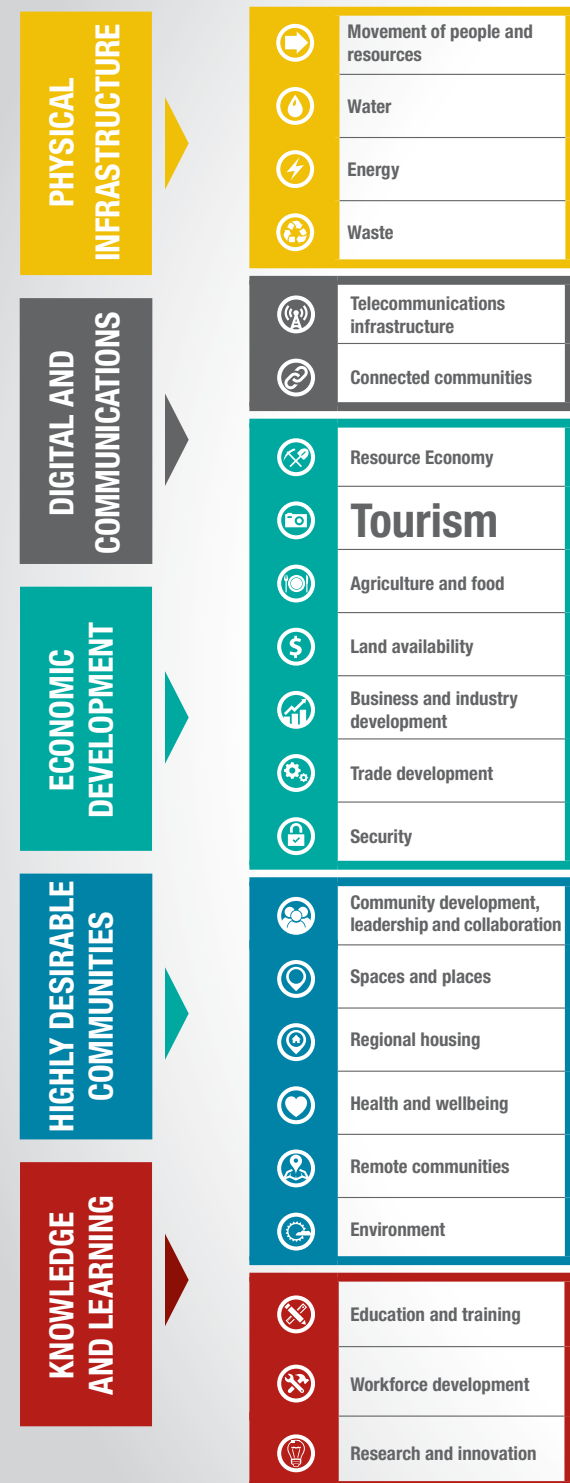 PHYSICAL
INFRASTRUCTURE
Movement of people and
resources
Water
Energy
Waste
DIGITAL AND
COMMUNICATIONS
Telecommunications
infrastructure
Connected communities
ECONOMIC
DEVELOPMENT
Resource Economy
Tourism
Agriculture and food
Land availability
Business and industry
development
Trade development
Security
HIGHLY DESIRABLE
COMMUNITIES
Community development,
leadership and collaboration
Spaces and places
Regional housing
Health and wellbeing
Remote communities
Environment
KNOWLEDGE
AND LEARNING
Education and training
Workforce development
Research and innovation